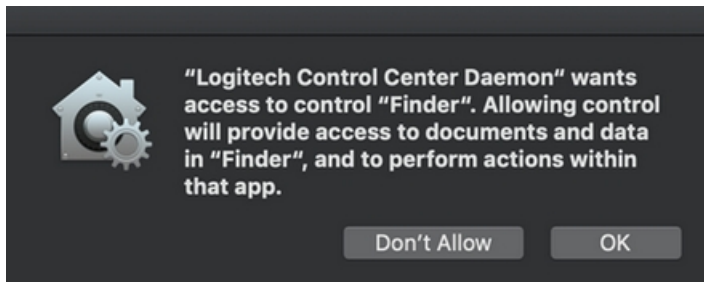 “Logitech Control Center Daemon“ wants
access to control “Finder“. Allowing control
will provide access to documents and data
in “Finder“, and to perform actions within
that app.
Don’t Allow
OK